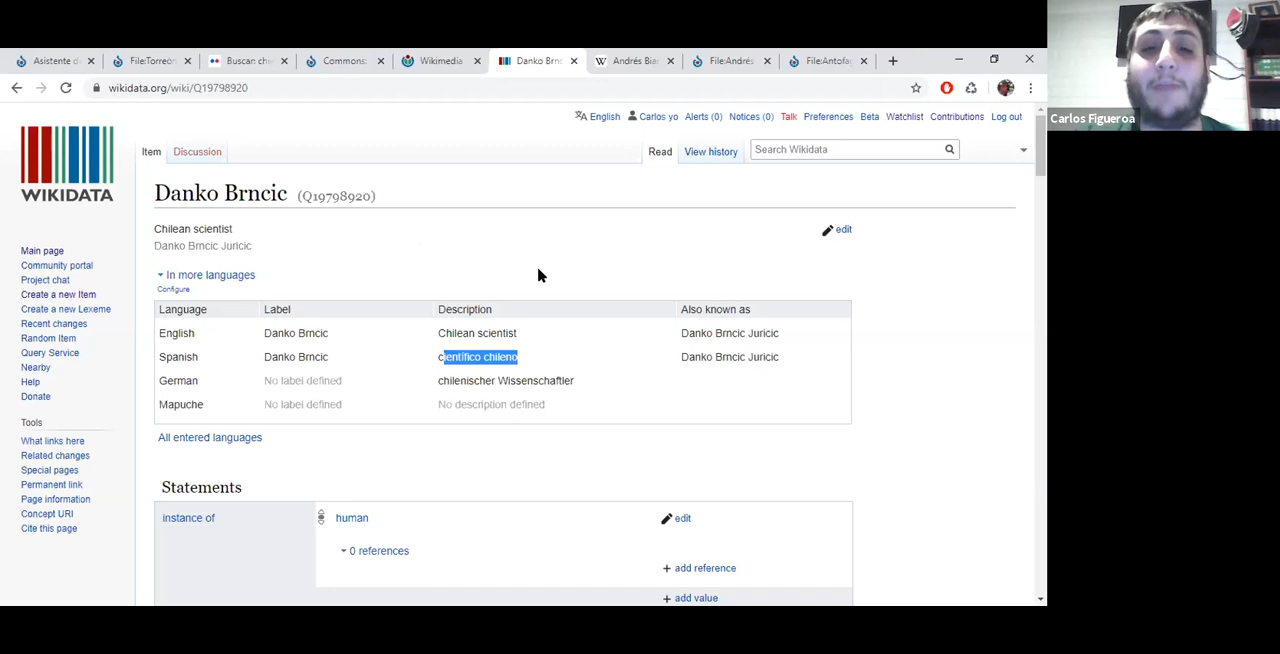 Asistente d
File:Torreón
Buscan chi
Commons:
Wikimedia
Danko Brnc
Andrés Bia
File:Andrés
File:Antofa
wikidata.org/wiki/Q19798920
English Carlos yo Alerts (0) Notices (0) Talk Preferences Beta Watchlist Contributions Log out
Item Discussion Read View history Search Wikidata
WIKIDATA
Danko Brncic (Q19798920)
Chilean scientist
edit
Danko Brncic Juricic
In more languages
Configure
Language Label Description Also known as
English Danko Brncic Chilean scientist Danko Brncic Juricic
Spanish Danko Brncic científico chileno Danko Brncic Juricic
German No label defined chilenischer Wissenschaftler
Mapuche No label defined No description defined
All entered languages
Statements
instance of human edit
0 references
+ add reference
+ add value
Main page
Community portal
Project chat
Create a new Item
Create a new Lexeme
Recent changes
Random Item
Query Service
Nearby
Help
Donate
Tools
What links here
Related changes
Special pages
Permanent link
Page information
Concept URI
Cite this page
Carlos Figueroa